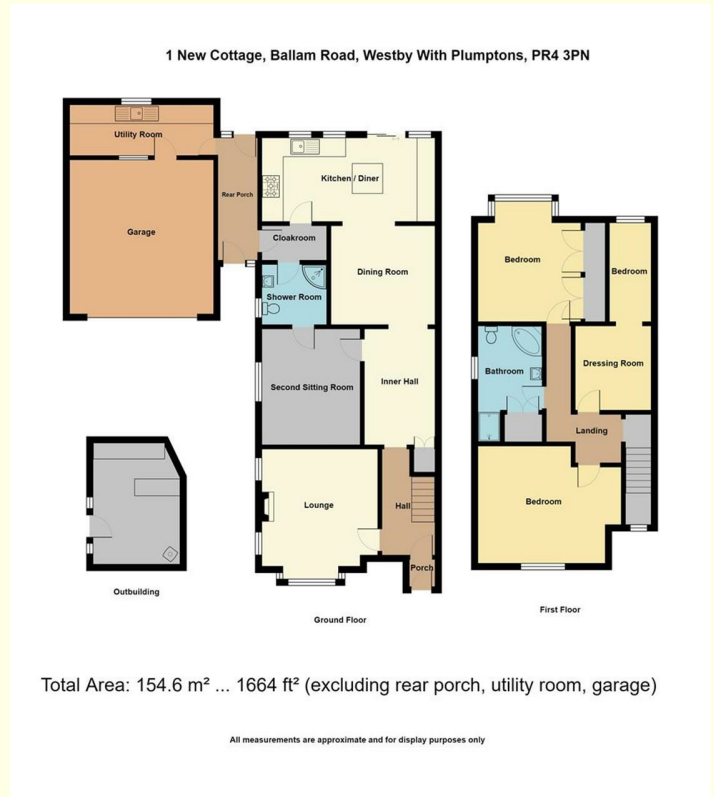 1 New Cottage, Ballam Road, Westby With Plumptons, PR4 3PN
Utility Room
Garage
Rear Porch
Kitchen / Diner
Cloakroom
Dining Room
Shower Room
Second Sitting Room
Inner Hall
Lounge
Hall
Porch
Ground Floor
Outbuilding
Bedroom
Bedroom
Bathroom
Dressing Room
Landing
Bedroom
First Floor
Total Area: 154.6 m² ... 1664 ft² (excluding rear porch, utility room, garage)
All measurements are approximate and for display purposes only